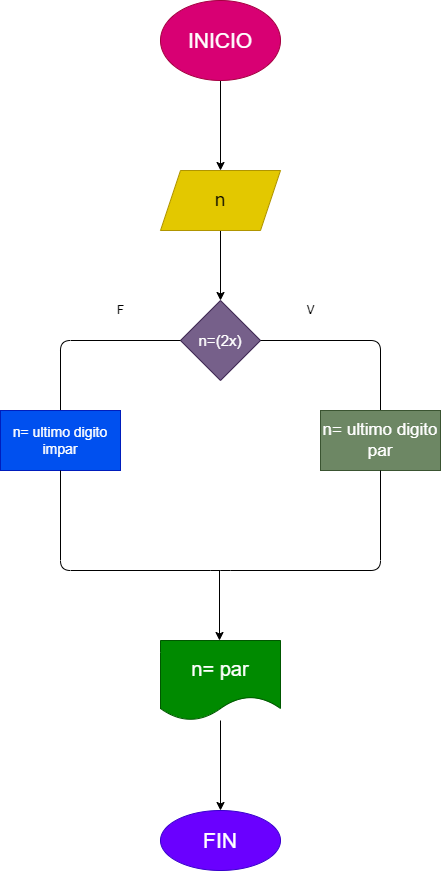 INICIO
n
F
V
n=(2x)
n= ultimo digito
impar
n= ultimo digito
par
n= par
FIN